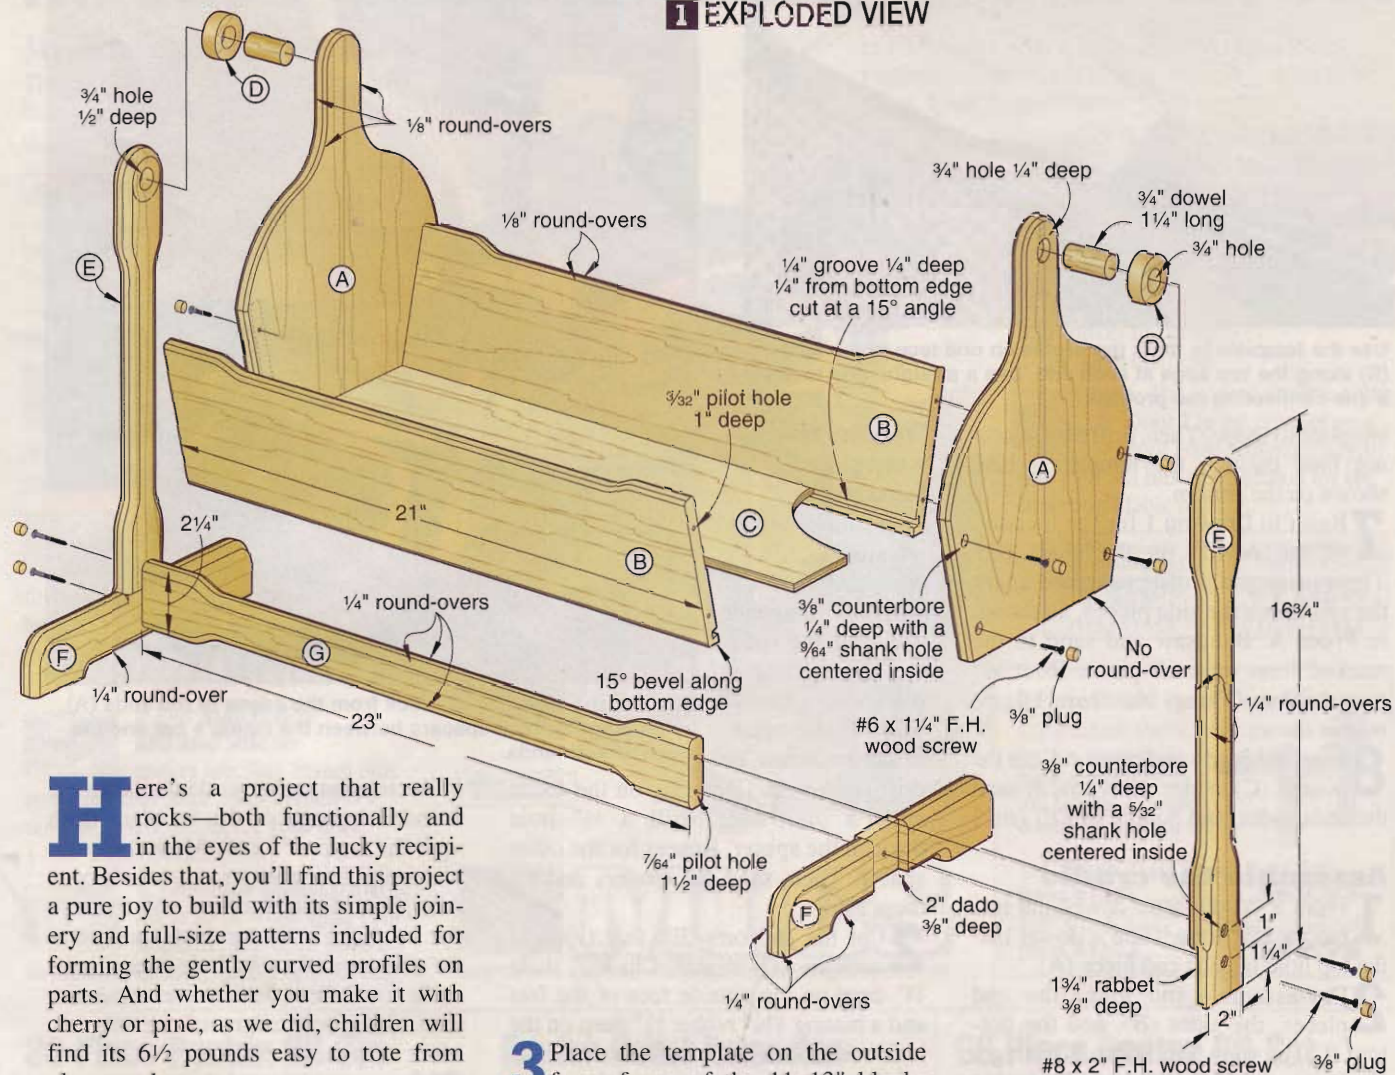 1 EXPLODED VIEW
D
3/4" hole
1/2" deep
1/8" round-overs
3/4" hole 1/4" deep
3/4" dowel
1 1/4" long
3/4" hole
1/8" round-overs
E
A
1/4" groove 1/4" deep
1/4" from bottom edge
cut at a 15° angle
D
3/32" pilot hole
1" deep
B
A
21"
C
E
2 1/4"
B
1/4" round-overs
3/8" counterbore
1/4" deep with a
9/64" shank hole
centered inside
16 3/4"
F
G
No
round-over
1/4" round-over
15° bevel along
bottom edge
23"
#6 x 1 1/4" F.H.
wood screw
3/8" plug
1/4" round-overs
3/8" counterbore
1/4" deep
with a 5/32"
shank hole
centered inside
7/64" pilot hole
1 1/2" deep
F
2" dado
3/8" deep
1"
1 1/4"
1/4" round-overs
1 3/4" rabbet
3/8" deep
2"
#8 x 2" F.H. wood screw
3/8" plug
Here's a project that really
rocks—both functionally and
in the eyes of the lucky recipi-
ent. Besides that, you'll find this project
a pure joy to build with its simple join-
ery and full-size patterns included for
forming the gently curved profiles on
parts. And whether you make it with
cherry or pine, as we did, children will
find its 6 1/2 pounds easy to tote from
3 Place the template on the outside